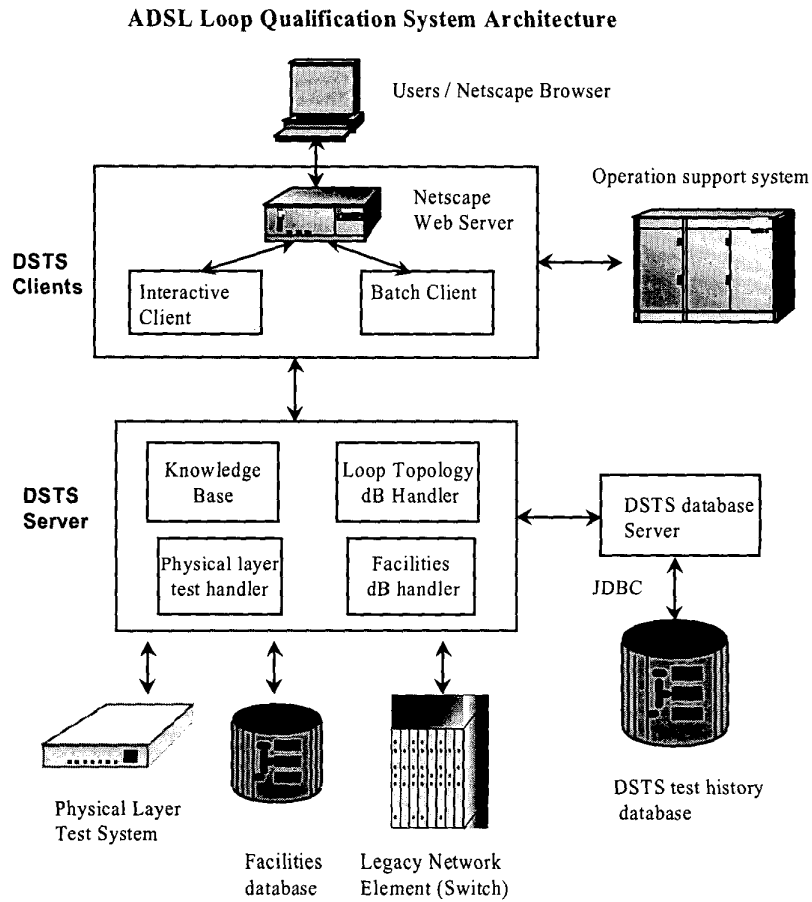 ADSL Loop Qualification System Architecture
Users / Netscape Browser
Operation support system
Netscape
Web Server
DSTS
Clients
Interactive
Client
Batch Client
DSTS
Server
Knowledge
Base
Loop Topology
dB Handler
Physical layer
test handler
Facilities
dB handler
DSTS database
Server
JDBC
Physical Layer
Test System
Facilities
database
Legacy Network
Element (Switch)
DSTS test history
database